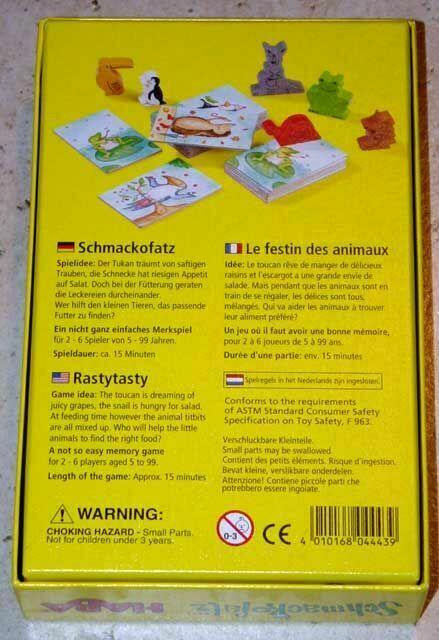 Schmackofatz
Spielidee: Der Tukan träumt von saftigen
Trauben, die Schnecke hat riesigen Appetit
auf Salat. Doch bei der Fütterung geraten
die Leckereien durcheinander.
Wer hilft den kleinen Tieren, das passende
Futter zu finden?
Ein nicht ganz einfaches Merkspiel
für 2 - 6 Spieler von 5 - 99 Jahren.
Spieldauer: ca. 15 Minuten
Rastytasty
Game idea: The toucan is dreaming of
juicy grapes, the snail is hungry for salad.
At feeding time however the animal titbits
are all mixed up. Who will help the little
animals to find the right food?
A not so easy memory game
for 2 - 6 players aged 5 to 99.
Length of the game: Approx. 15 minutes
Le festin des animaux
Idée: Le toucan rêve de manger de délicieux
raisins et l'escargot a une grande envie de
salade. Mais pendant que les animaux sont en
train de se régaler, les délices sont tous,
mélangés. Qui va aider les animaux à trouver
leur aliment préféré?
Un jeu où il faut avoir une bonne mémoire,
pour 2 à 6 joueurs de 5 à 99 ans.
Durée d'une partie: env. 15 minutes
Spielregels in het Nederlands zijn ingesloten.
Conforms to the requirements
of ASTM Standard Consumer Safety
Specification on Toy Safety, F 963.
Verschluckbare Kleinteile.
Small parts may be swallowed.
Contient des petits éléments. Risque d'ingestion.
Bevat kleine, verslikbare onderdelen.
Attenzione! Contiene piccole parti che
potrebbero essere ingoiate.
WARNING:
CHOKING HAZARD - Small Parts.
Not for children under 3 years.
0-3
CE
4 010168 044439
Schmackofatz HABA